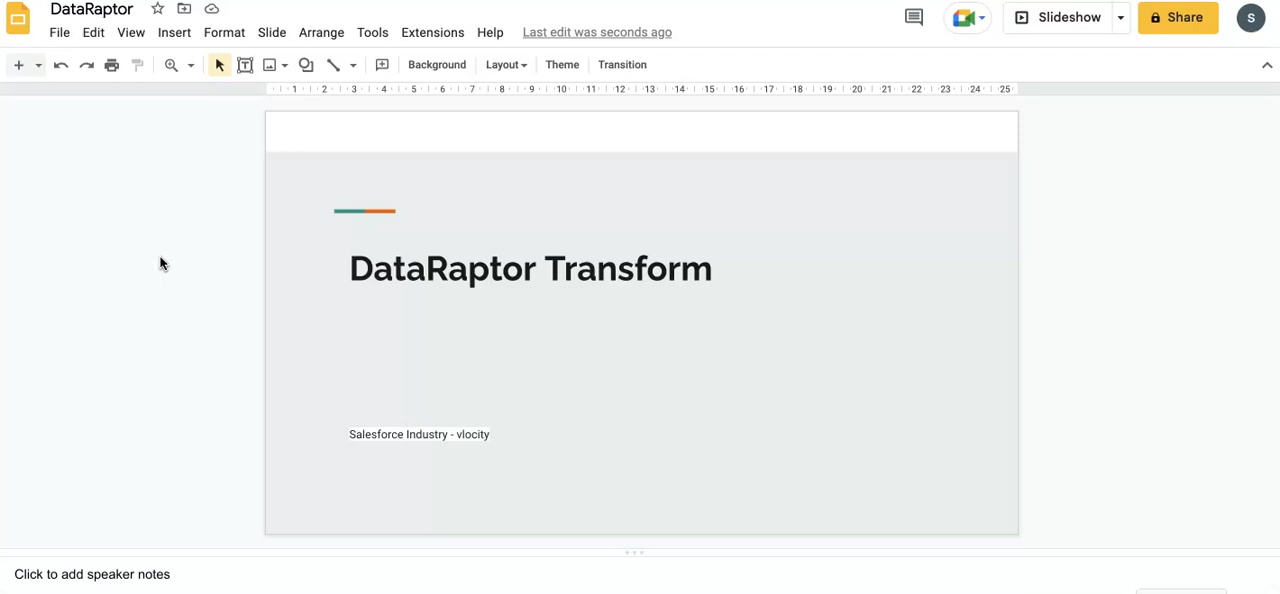 DataRaptor
File Edit View Insert Format Slide Arrange Tools Extensions Help Last edit was seconds ago
Slideshow
Share
S
Background Layout Theme Transition
1 2 3 4 5 6 7 8 9 10 11 12 13 14 15 16 17 18 19 20 21 22 23 24 25
DataRaptor Transform
Salesforce Industry - vlocity
Click to add speaker notes